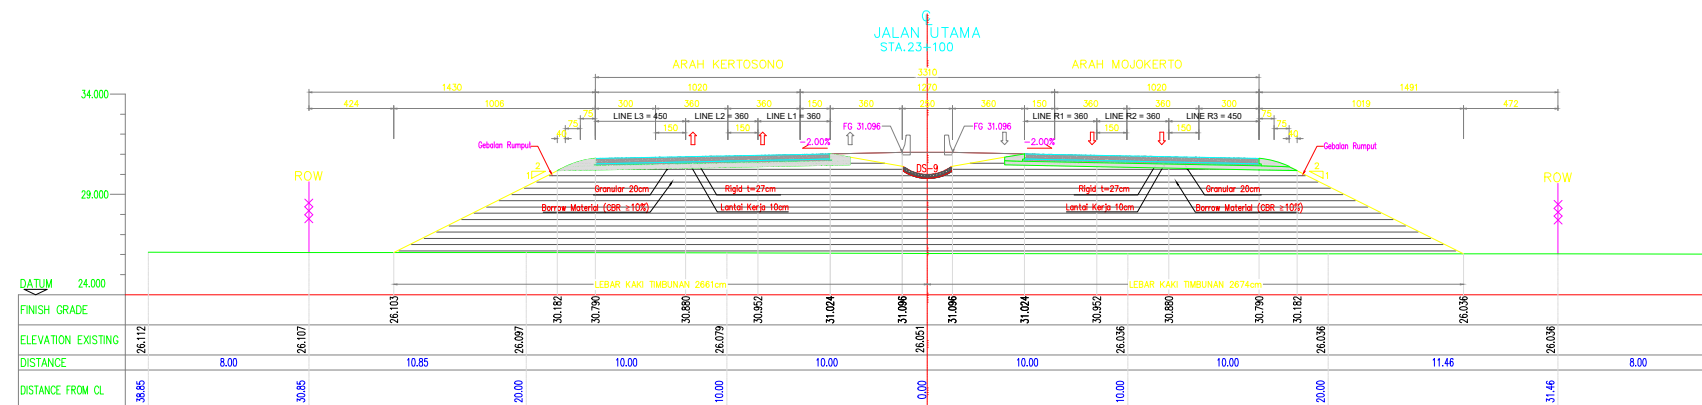 JALAN UTAMA
STA.23+100
ARAH KERTOSONO
ARAH MOJOKERTO
3310
1430 1020 1270 1020 1491
34.000
424 1006 300 360 360 150 360 250 360 150 360 360 300 1019 472
LINE L3 = 450 LINE L2 = 360 LINE L1 = 360 LINE R1 = 360 LINE R2 = 360 LINE R3 = 450
150 150 150 150
FG 31.096 FG 31.096
-2.00% -2.00%
Gebalan Rumput Gebalan Rumput
2 1 2 1
DS-9
ROW ROW
29.000
Granular 20cm Rigid t=27cm Rigid t=27cm Granular 20cm
Borrow Material (CBR ≥10%) Lantai Kerja 10cm Lantai Kerja 10cm Borrow Material (CBR ≥10%)
DATUM 24.000
LEBAR KAKI TIMBUNAN 2661cm LEBAR KAKI TIMBUNAN 2674cm
FINISH GRADE 26.103 30.182 30.790 30.880 30.952 31.024 31.096 31.096 31.024 30.952 30.880 30.790 30.182 26.036
ELEVATION EXISTING 26.112 26.107 26.097 26.079 26.051 26.036 26.036 26.036
DISTANCE 8.00 10.85 10.00 10.00 10.00 10.00 11.46 8.00
DISTANCE FROM CL 38.85 30.85 20.00 10.00 0.00 10.00 20.00 31.46